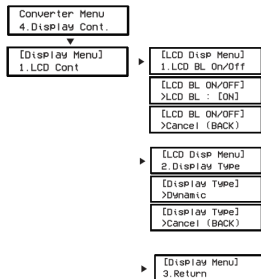 Converter Menu
4.Display Cont.
[Display Menu]
1.LCD Cont
[LCD Disp Menu]
1.LCD BL On/Off
[LCD BL ON/OFF]
>LCD BL : [ON]
[LCD BL ON/OFF]
>Cancel (BACK)
[LCD Disp Menu]
2.Display Type
[Display Type]
>Dynamic
[Display Type]
>Cancel (BACK)
[Display Menu]
3.Return